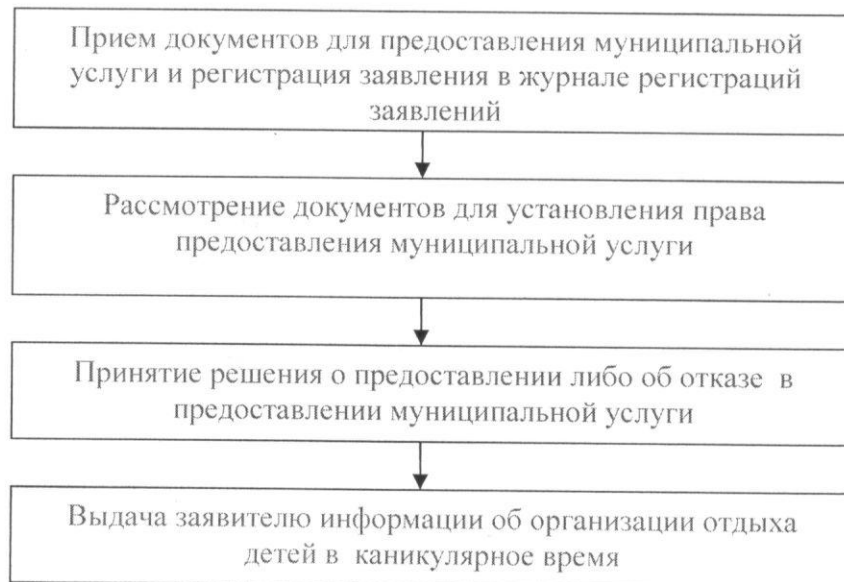 Прием документов для предоставления муниципальной
услуги и регистрация заявления в журнале регистраций
заявлений
Рассмотрение документов для установления права
предоставления муниципальной услуги
Принятие решения о предоставлении либо об отказе в
предоставлении муниципальной услуги
Выдача заявителю информации об организации отдыха
детей в каникулярное время